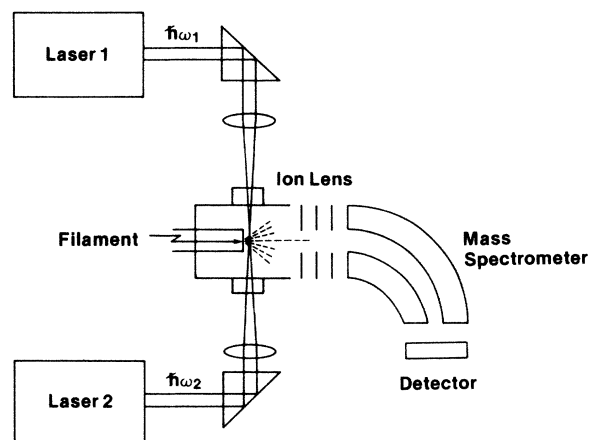 Laser 1
ℏω1
Ion Lens
Filament
Mass
Spectrometer
Detector
Laser 2
ℏω2